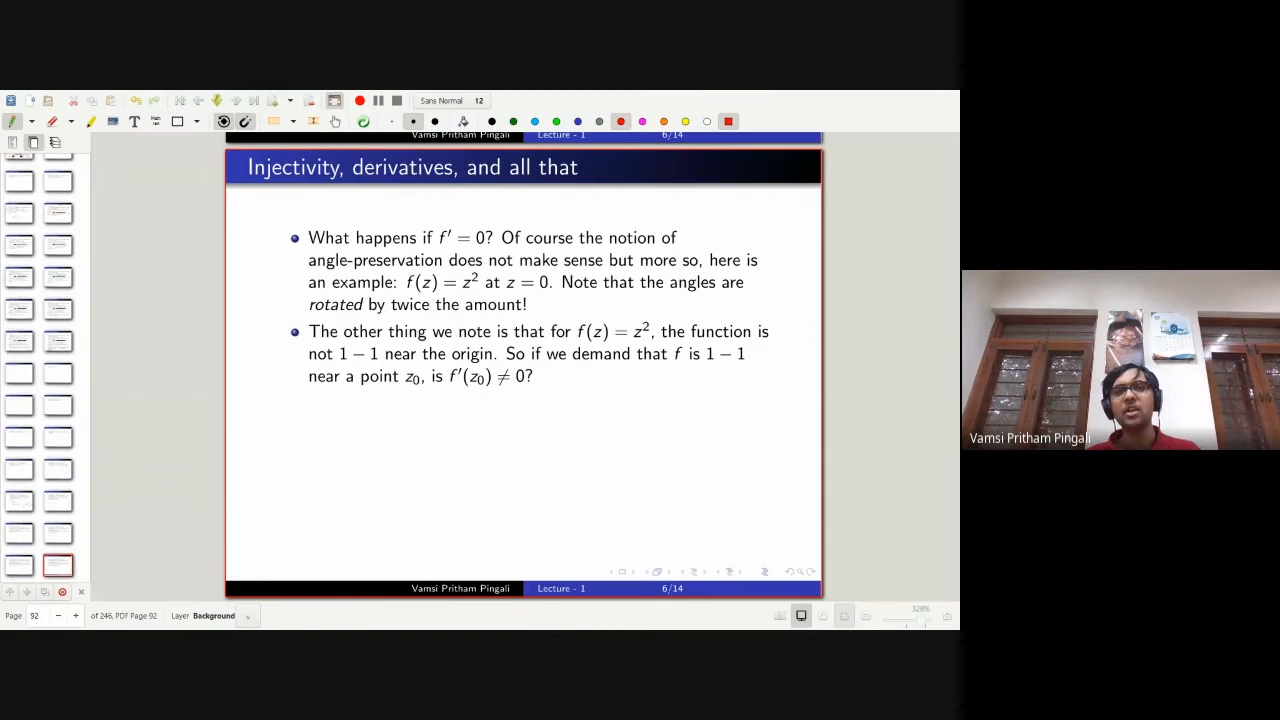 Sans Normal 12
Vamsi Pritham Pingali Lecture - 1 6/14
Injectivity, derivatives, and all that
What happens if f′ = 0? Of course the notion of
angle-preservation does not make sense but more so, here is
an example: f(z) = z² at z = 0. Note that the angles are
rotated by twice the amount!
The other thing we note is that for f(z) = z², the function is
not 1 − 1 near the origin. So if we demand that f is 1 − 1
near a point z₀, is f′(z₀) ≠ 0?
Vamsi Pritham Pingali Lecture - 1 6/14
Page 92 of 246, PDF Page 92 Layer Background 328%
Vamsi Pritham Pingali